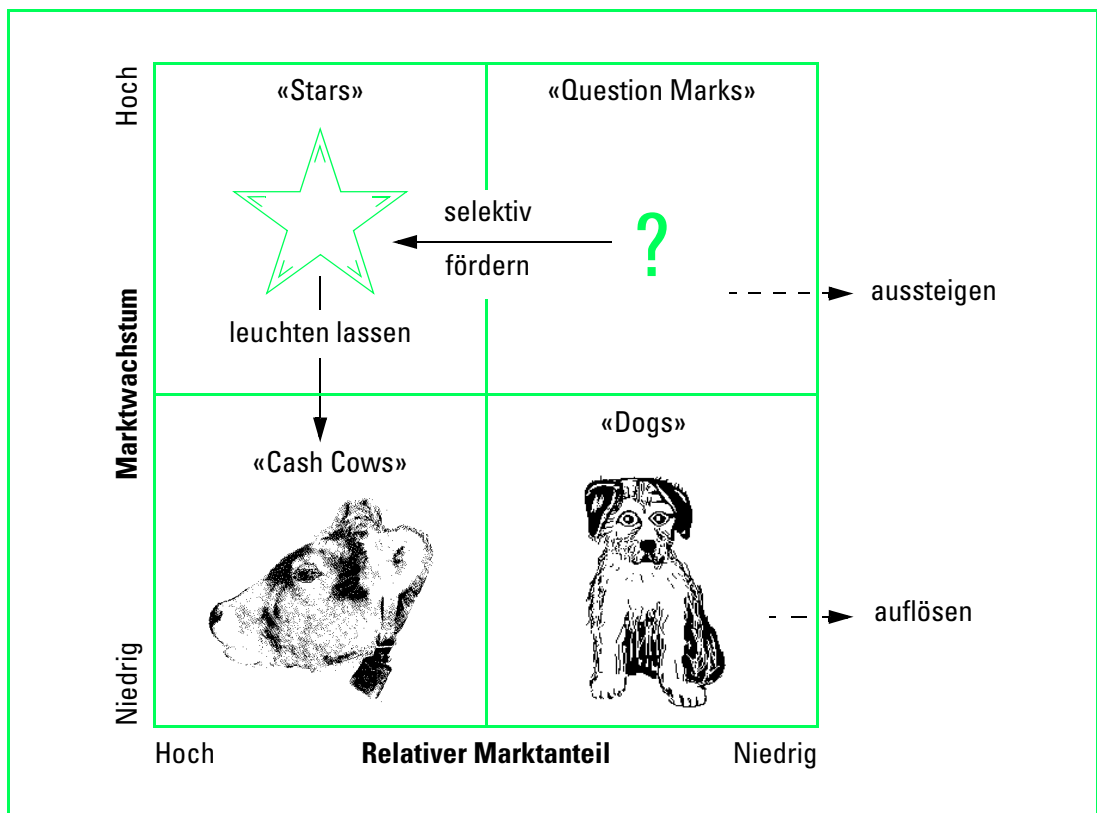 Hoch
«Stars»
«Question Marks»
selektiv
fördern
?
aussteigen
leuchten lassen
Marktwachstum
«Dogs»
«Cash Cows»
auflösen
Niedrig
Hoch
Relativer Marktanteil
Niedrig